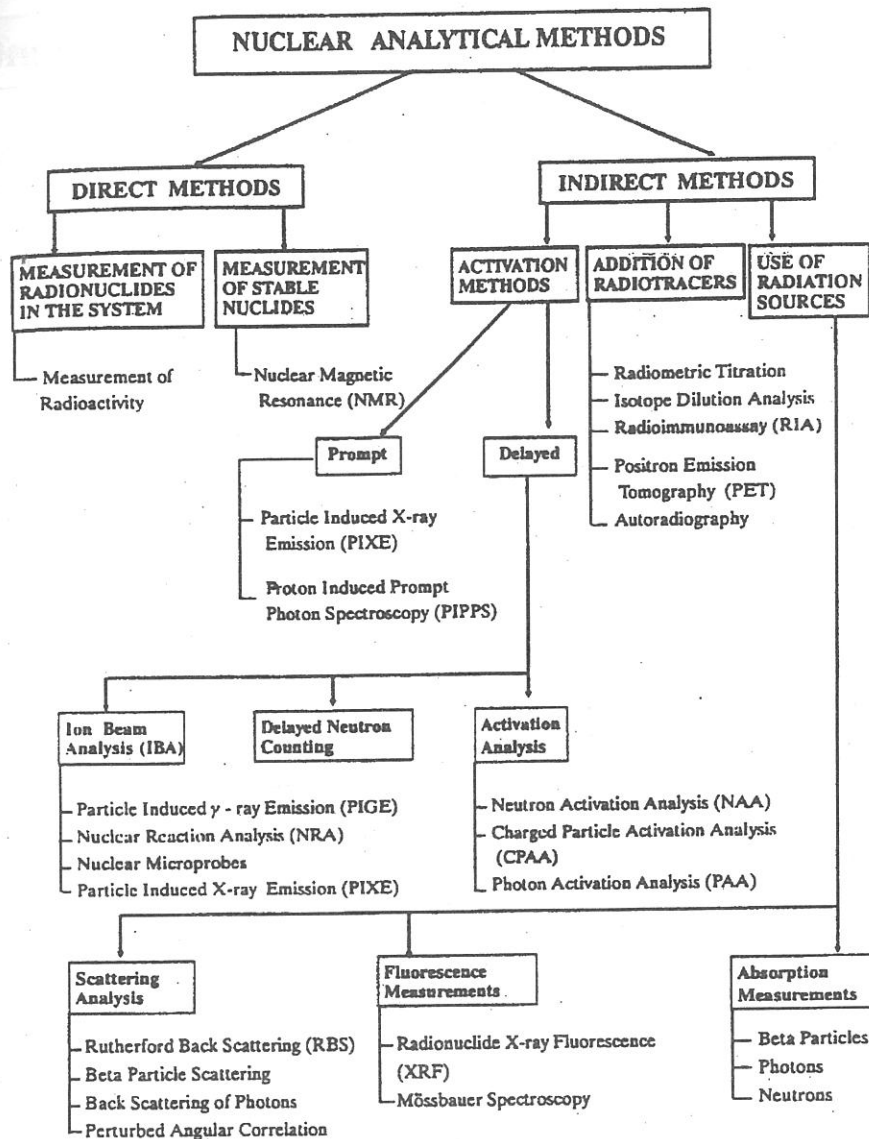 NUCLEAR ANALYTICAL METHODS
DIRECT METHODS
INDIRECT METHODS
MEASUREMENT OF
RADIONUCLIDES
IN THE SYSTEM
MEASUREMENT
OF STABLE
NUCLIDES
ACTIVATION
METHODS
ADDITION OF
RADIOTRACERS
USE OF
RADIATION
SOURCES
Measurement of
Radioactivity
Nuclear Magnetic
Resonance (NMR)
Radiometric Titration
Isotope Dilution Analysis
Radioimmunoassay (RIA)
Positron Emission
Tomography (PET)
Autoradiography
Prompt
Delayed
Particle Induced X-ray
Emission (PIXE)
Proton Induced Prompt
Photon Spectroscopy (PIPPS)
Ion Beam
Analysis (IBA)
Delayed Neutron
Counting
Activation
Analysis
Particle Induced γ - ray Emission (PIGE)
Nuclear Reaction Analysis (NRA)
Nuclear Microprobes
Particle Induced X-ray Emission (PIXE)
Neutron Activation Analysis (NAA)
Charged Particle Activation Analysis
(CPAA)
Photon Activation Analysis (PAA)
Scattering
Analysis
Fluorescence
Measurements
Absorption
Measurements
Rutherford Back Scattering (RBS)
Beta Particle Scattering
Back Scattering of Photons
Perturbed Angular Correlation
Radionuclide X-ray Fluorescence
(XRF)
Mössbauer Spectroscopy
Beta Particles
Photons
Neutrons